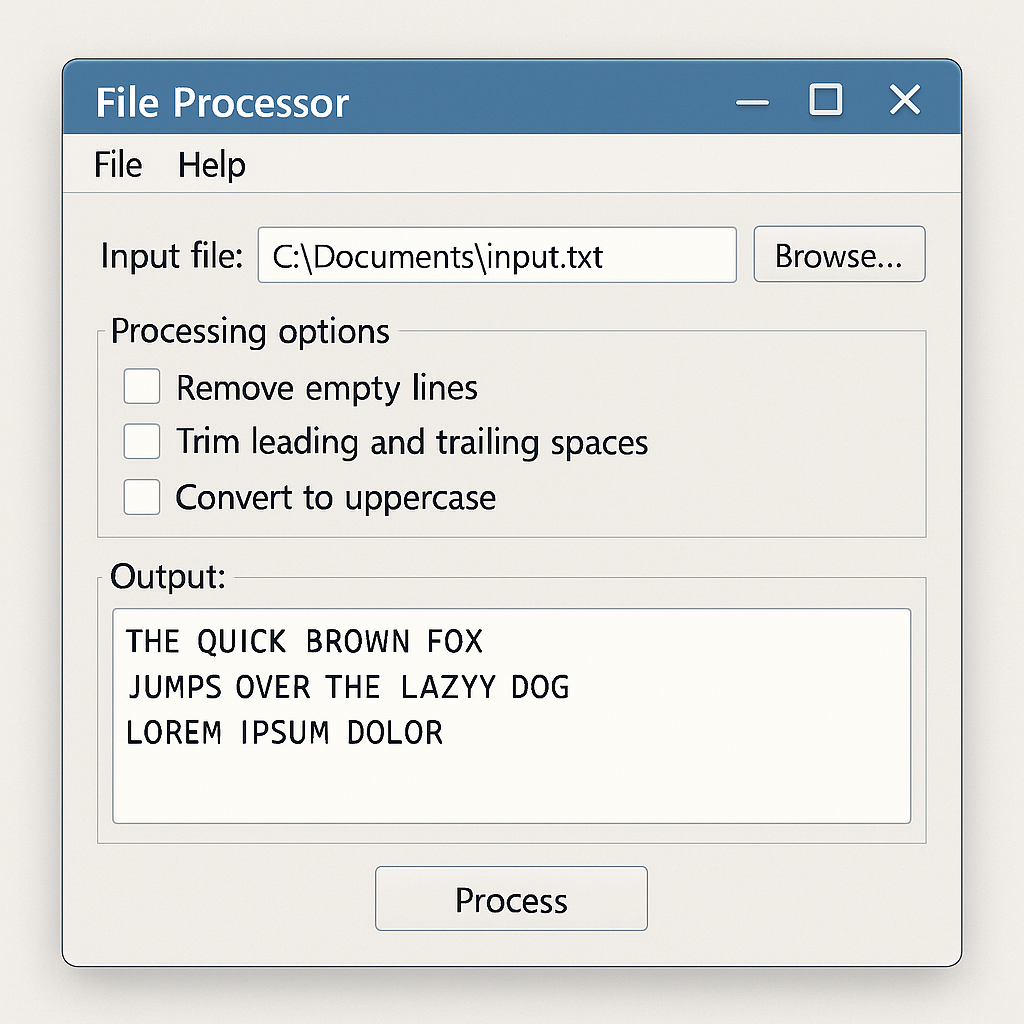 File Processor
File Help
Input file: C:\Documents\input.txt Browse...
Processing options
Remove empty lines
Trim leading and trailing spaces
Convert to uppercase
Output:
THE QUICK BROWN FOX
JUMPS OVER THE LAZYY DOG
LOREM IPSUM DOLOR
Process